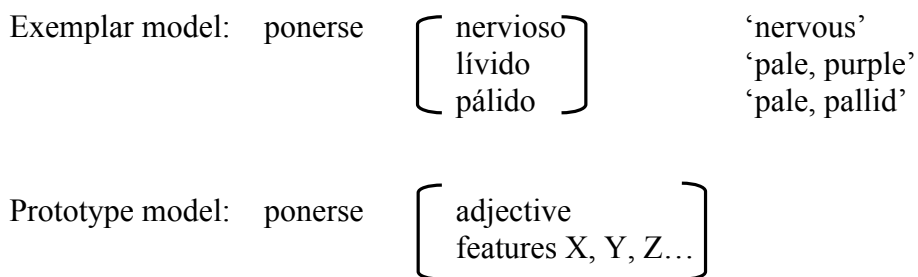 Exemplar model: ponerse nervioso ‘nervous’
lívido ‘pale, purple’
pálido ‘pale, pallid’
Prototype model: ponerse adjective
features X, Y, Z…